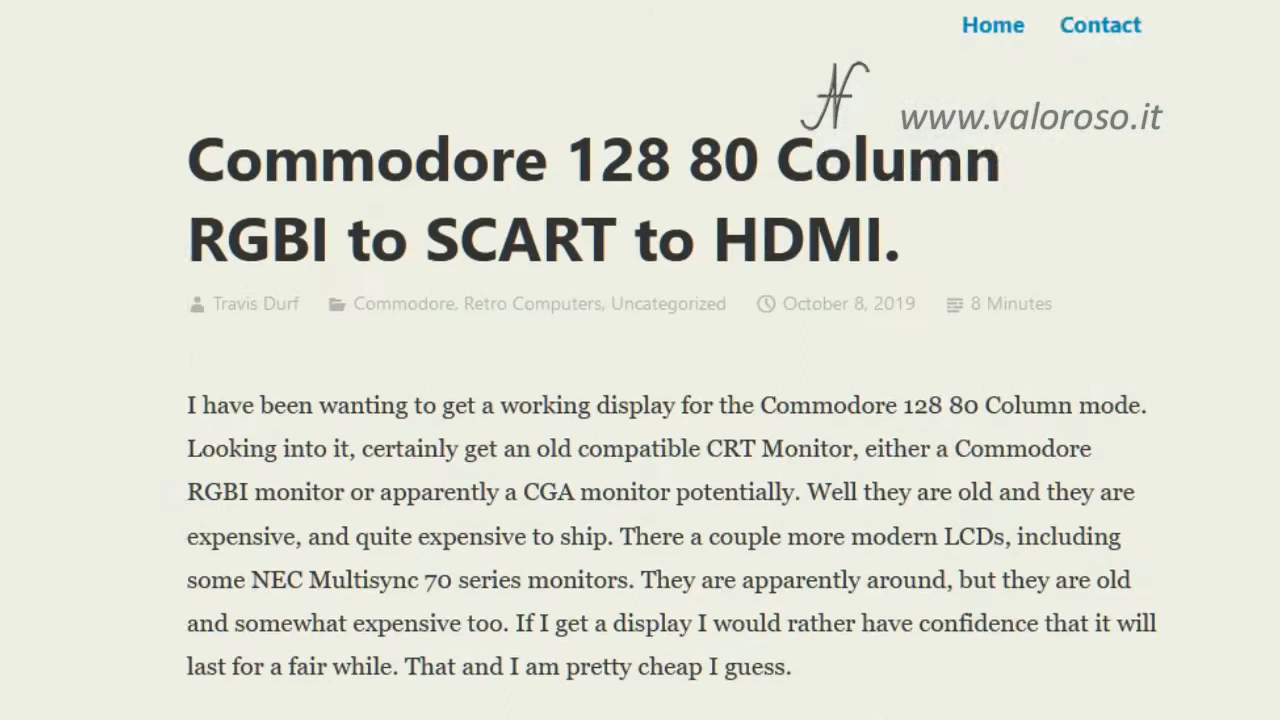 Home Contact
www.valoroso.it
Commodore 128 80 Column
RGBI to SCART to HDMI.
Travis Durf Commodore, Retro Computers, Uncategorized October 8, 2019 8 Minutes
I have been wanting to get a working display for the Commodore 128 80 Column mode.
Looking into it, certainly get an old compatible CRT Monitor, either a Commodore
RGBI monitor or apparently a CGA monitor potentially. Well they are old and they are
expensive, and quite expensive to ship. There a couple more modern LCDs, including
some NEC Multisync 70 series monitors. They are apparently around, but they are old
and somewhat expensive too. If I get a display I would rather have confidence that it will
last for a fair while. That and I am pretty cheap I guess.